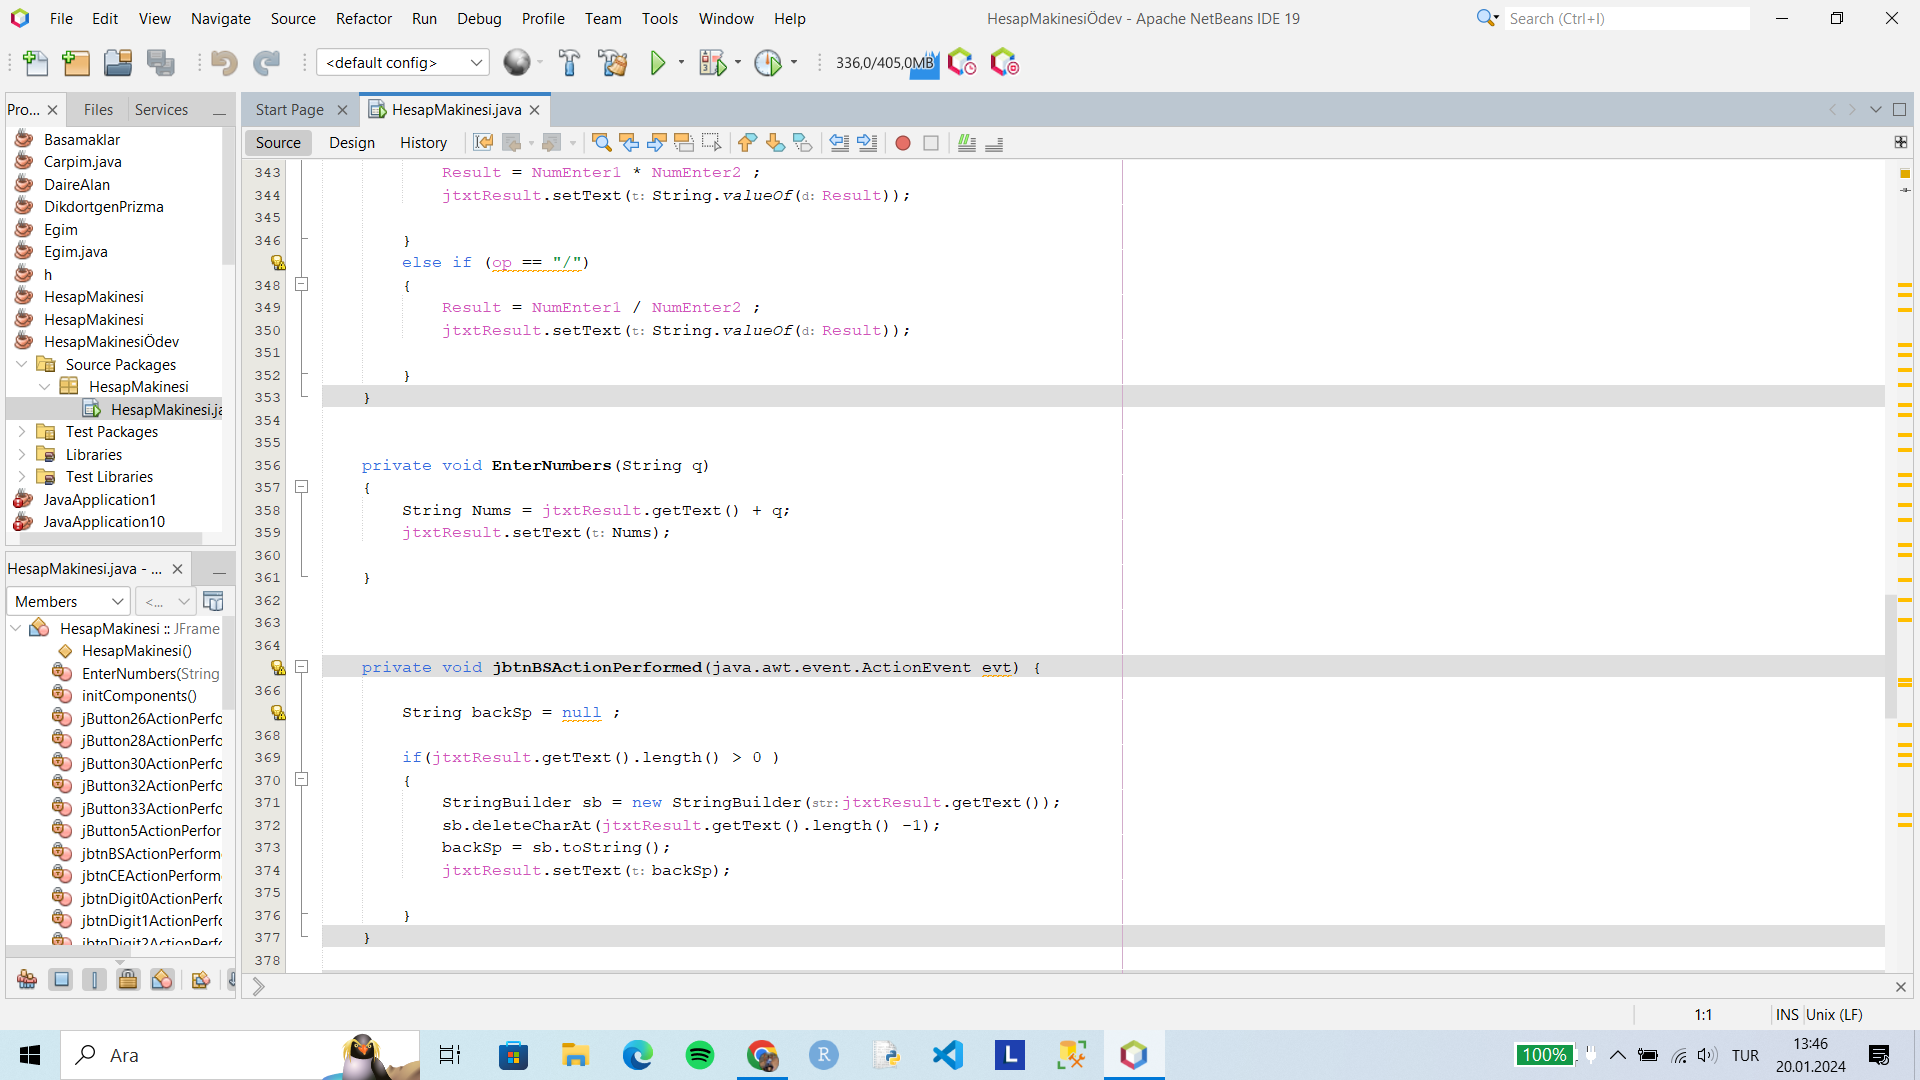 File Edit View Navigate Source Refactor Run Debug Profile Team Tools Window Help
HesapMakinesiÖdev - Apache NetBeans IDE 19
Search (Ctrl+I)
<default config>
336,0/405,0MB
Pro... Files Services
Basamaklar
Carpim.java
DaireAlan
DikdortgenPrizma
Egim
Egim.java
h
HesapMakinesi
HesapMakinesi
HesapMakinesiÖdev
Source Packages
HesapMakinesi
HesapMakinesi.ja
Test Packages
Libraries
Test Libraries
JavaApplication1
JavaApplication10
HesapMakinesi.java - ...
Members <...
HesapMakinesi :: JFrame
HesapMakinesi()
EnterNumbers(String
initComponents()
jButton26ActionPerfo
jButton28ActionPerfo
jButton30ActionPerfo
jButton32ActionPerfo
jButton33ActionPerfo
jButton5ActionPerfor
jbtnBSActionPerform
jbtnCEActionPerform
jbtnDigit0ActionPerfo
jbtnDigit1ActionPerfo
jbtnDigit2ActionPerfo
Start Page HesapMakinesi.java
Source Design History
343 Result = NumEnter1 * NumEnter2 ;
344 jtxtResult.setText(t: String.valueOf(d: Result));
345
346 }
else if (op == "/")
348 {
349 Result = NumEnter1 / NumEnter2 ;
350 jtxtResult.setText(t: String.valueOf(d: Result));
351
352 }
353 }
354
355
356 private void EnterNumbers(String q)
357 {
358 String Nums = jtxtResult.getText() + q;
359 jtxtResult.setText(t: Nums);
360
361 }
362
363
364
private void jbtnBSActionPerformed(java.awt.event.ActionEvent evt) {
366
String backSp = null ;
368
369 if(jtxtResult.getText().length() > 0 )
370 {
371 StringBuilder sb = new StringBuilder(str:jtxtResult.getText());
372 sb.deleteCharAt(jtxtResult.getText().length() -1);
373 backSp = sb.toString();
374 jtxtResult.setText(t: backSp);
375
376 }
377 }
378
1:1 INS Unix (LF)
Ara
100% TUR
13:46
20.01.2024